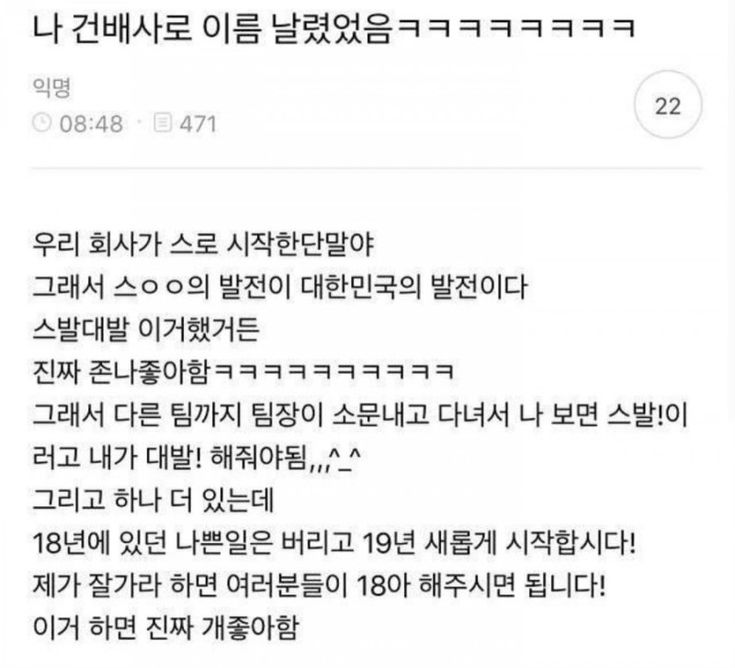 나 건배사로 이름 날렸었음ㅋㅋㅋㅋㅋㅋㅋㅋ
익명
08:48 · 471
22
우리 회사가 스로 시작한단말야
그래서 스ㅇㅇ의 발전이 대한민국의 발전이다
스발대발 이거했거든
진짜 존나좋아함ㅋㅋㅋㅋㅋㅋㅋㅋㅋㅋ
그래서 다른 팀까지 팀장이 소문내고 다녀서 나 보면 스발!이
러고 내가 대발! 해줘야됨,,,^_^
그리고 하나 더 있는데
18년에 있던 나쁜일은 버리고 19년 새롭게 시작합시다!
제가 잘가라 하면 여러분들이 18아 해주시면 됩니다!
이거 하면 진짜 개좋아함